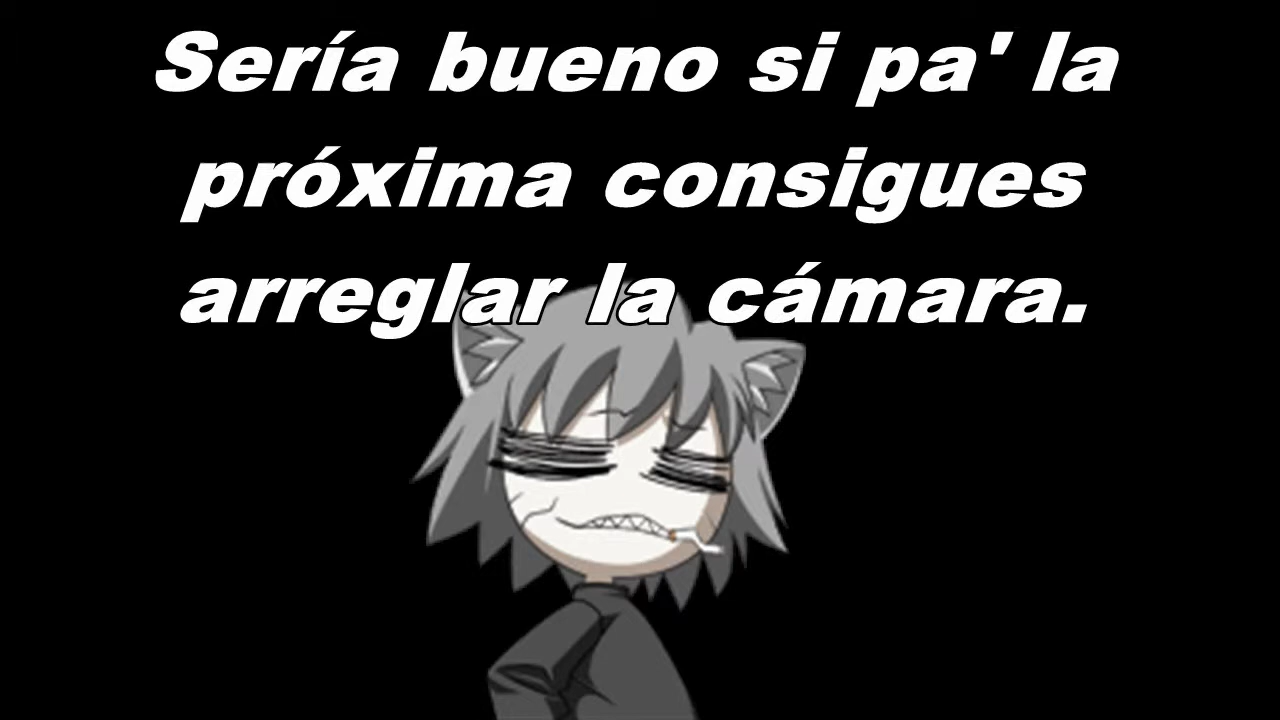 Sería bueno si pa' la
próxima consigues
arreglar la cámara.